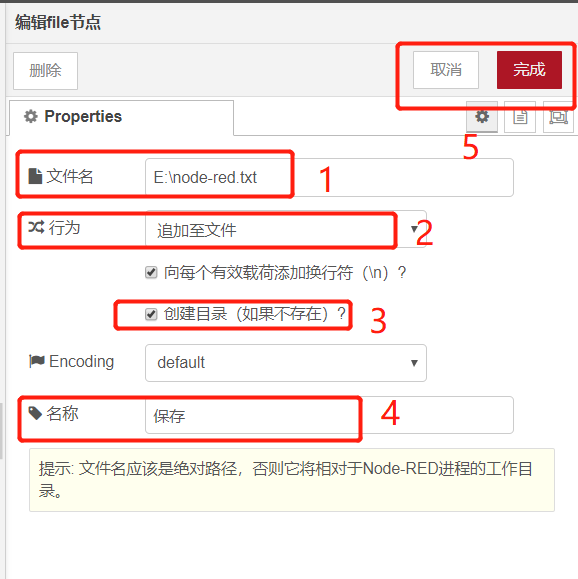 编辑file节点
删除
取消
完成
Properties
5
文件名
E:\node-red.txt
1
行为
追加至文件
2
向每个有效载荷添加换行符（\n）?
创建目录（如果不存在）?
3
Encoding
default
名称
保存
4
提示: 文件名应该是绝对路径，否则它将相对于Node-RED进程的工作目
录。